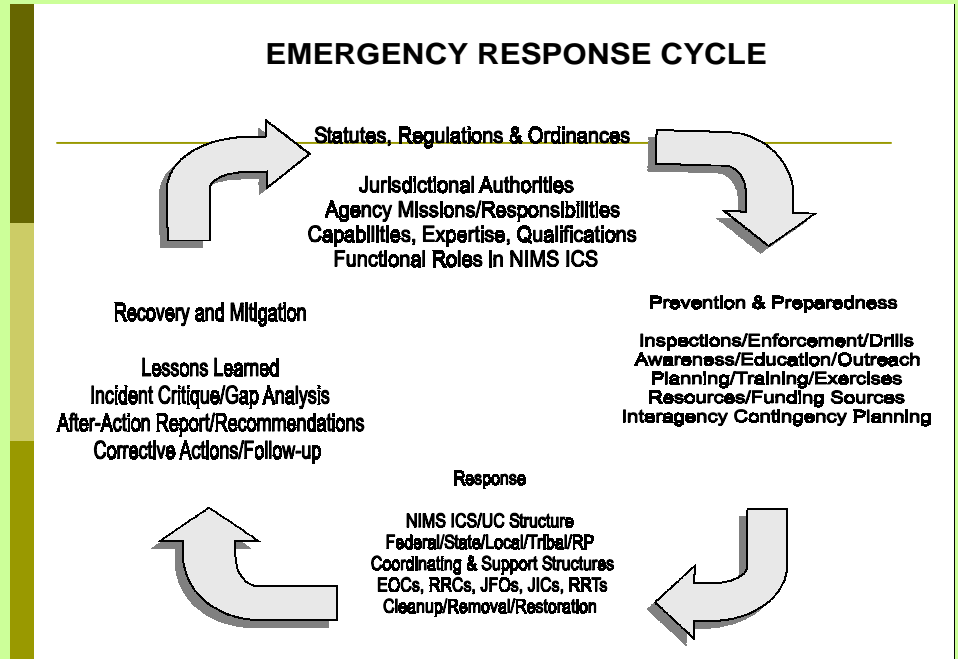 EMERGENCY RESPONSE CYCLE
Statutes, Regulations & Ordinances
Jurisdictional Authorities
Agency Missions/Responsibilities
Capabilities, Expertise, Qualifications
Functional Roles in NIMS ICS
Prevention & Preparedness
Inspections/Enforcement/Drills
Awareness/Education/Outreach
Planning/Training/Exercises
Resources/Funding Sources
Interagency Contingency Planning
Response
NIMS ICS/UC Structure
Federal/State/Local/Tribal/RP
Coordinating & Support Structures
EOCs, RRCs, JFOs, JICs, RRTs
Cleanup/Removal/Restoration
Recovery and Mitigation
Lessons Learned
Incident Critique/Gap Analysis
After-Action Report/Recommendations
Corrective Actions/Follow-up